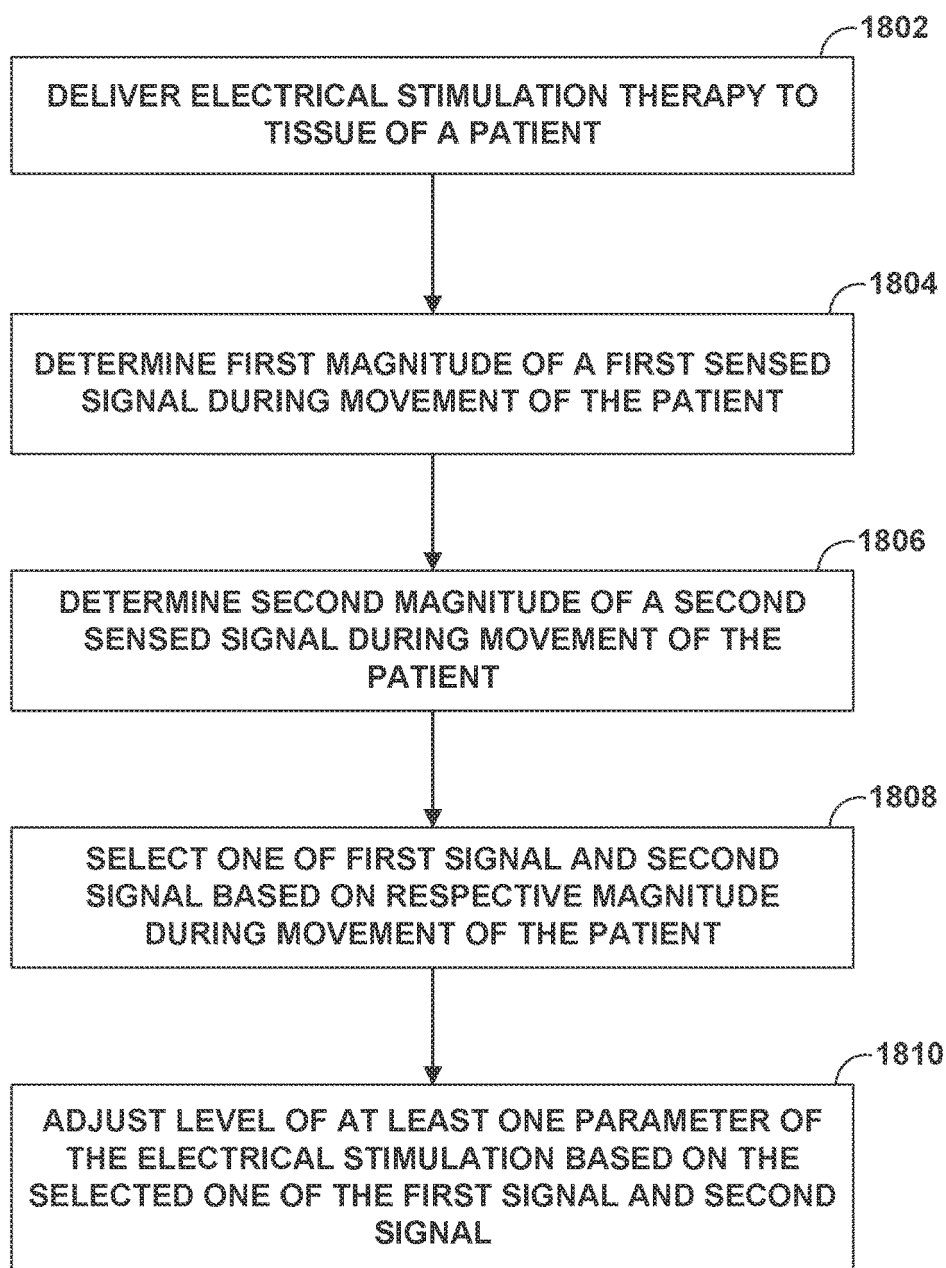 1802
DELIVER ELECTRICAL STIMULATION THERAPY TO
TISSUE OF A PATIENT
1804
DETERMINE FIRST MAGNITUDE OF A FIRST SENSED
SIGNAL DURING MOVEMENT OF THE PATIENT
1806
DETERMINE SECOND MAGNITUDE OF A SECOND
SENSED SIGNAL DURING MOVEMENT OF THE
PATIENT
1808
SELECT ONE OF FIRST SIGNAL AND SECOND
SIGNAL BASED ON RESPECTIVE MAGNITUDE
DURING MOVEMENT OF THE PATIENT
1810
ADJUST LEVEL OF AT LEAST ONE PARAMETER OF
THE ELECTRICAL STIMULATION BASED ON THE
SELECTED ONE OF THE FIRST SIGNAL AND SECOND
SIGNAL